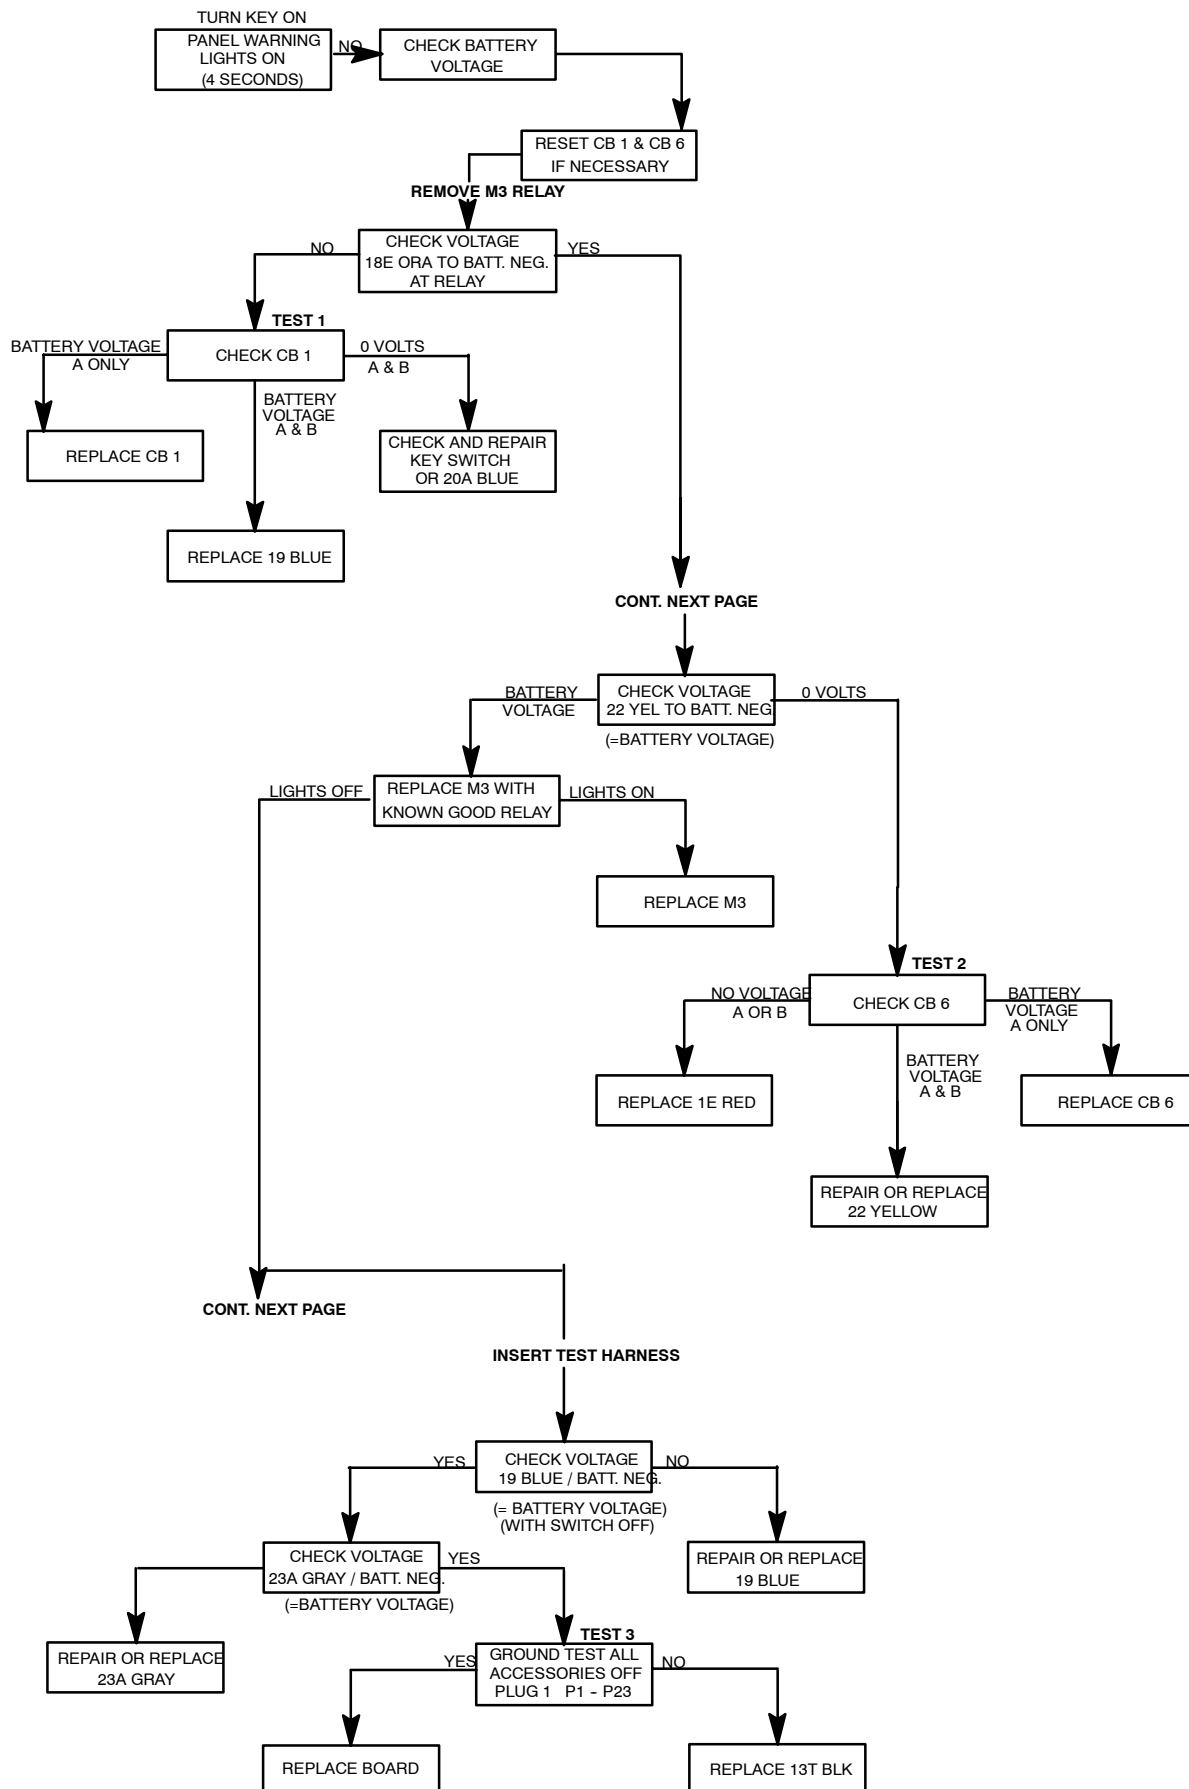 TURN KEY ON
PANEL WARNING
LIGHTS ON
(4 SECONDS)
NO
CHECK BATTERY
VOLTAGE
RESET CB 1 & CB 6
IF NECESSARY
REMOVE M3 RELAY
CHECK VOLTAGE
18E ORA TO BATT. NEG.
AT RELAY
NO
YES
TEST 1
CHECK CB 1
BATTERY VOLTAGE
A ONLY
0 VOLTS
A & B
BATTERY
VOLTAGE
A & B
REPLACE CB 1
CHECK AND REPAIR
KEY SWITCH
OR 20A BLUE
REPLACE 19 BLUE
CONT. NEXT PAGE
CHECK VOLTAGE
22 YEL TO BATT. NEG.
(=BATTERY VOLTAGE)
BATTERY
VOLTAGE
0 VOLTS
REPLACE M3 WITH
KNOWN GOOD RELAY
LIGHTS OFF
LIGHTS ON
REPLACE M3
TEST 2
CHECK CB 6
NO VOLTAGE
A OR B
BATTERY
VOLTAGE
A ONLY
BATTERY
VOLTAGE
A & B
REPLACE 1E RED
REPLACE CB 6
REPAIR OR REPLACE
22 YELLOW
CONT. NEXT PAGE
INSERT TEST HARNESS
CHECK VOLTAGE
19 BLUE / BATT. NEG.
YES
NO
(= BATTERY VOLTAGE)
(WITH SWITCH OFF)
REPAIR OR REPLACE
19 BLUE
CHECK VOLTAGE
23A GRAY / BATT. NEG.
YES
(=BATTERY VOLTAGE)
REPAIR OR REPLACE
23A GRAY
TEST 3
GROUND TEST ALL
ACCESSORIES OFF
PLUG 1 P1 - P23
YES
NO
REPLACE BOARD
REPLACE 13T BLK